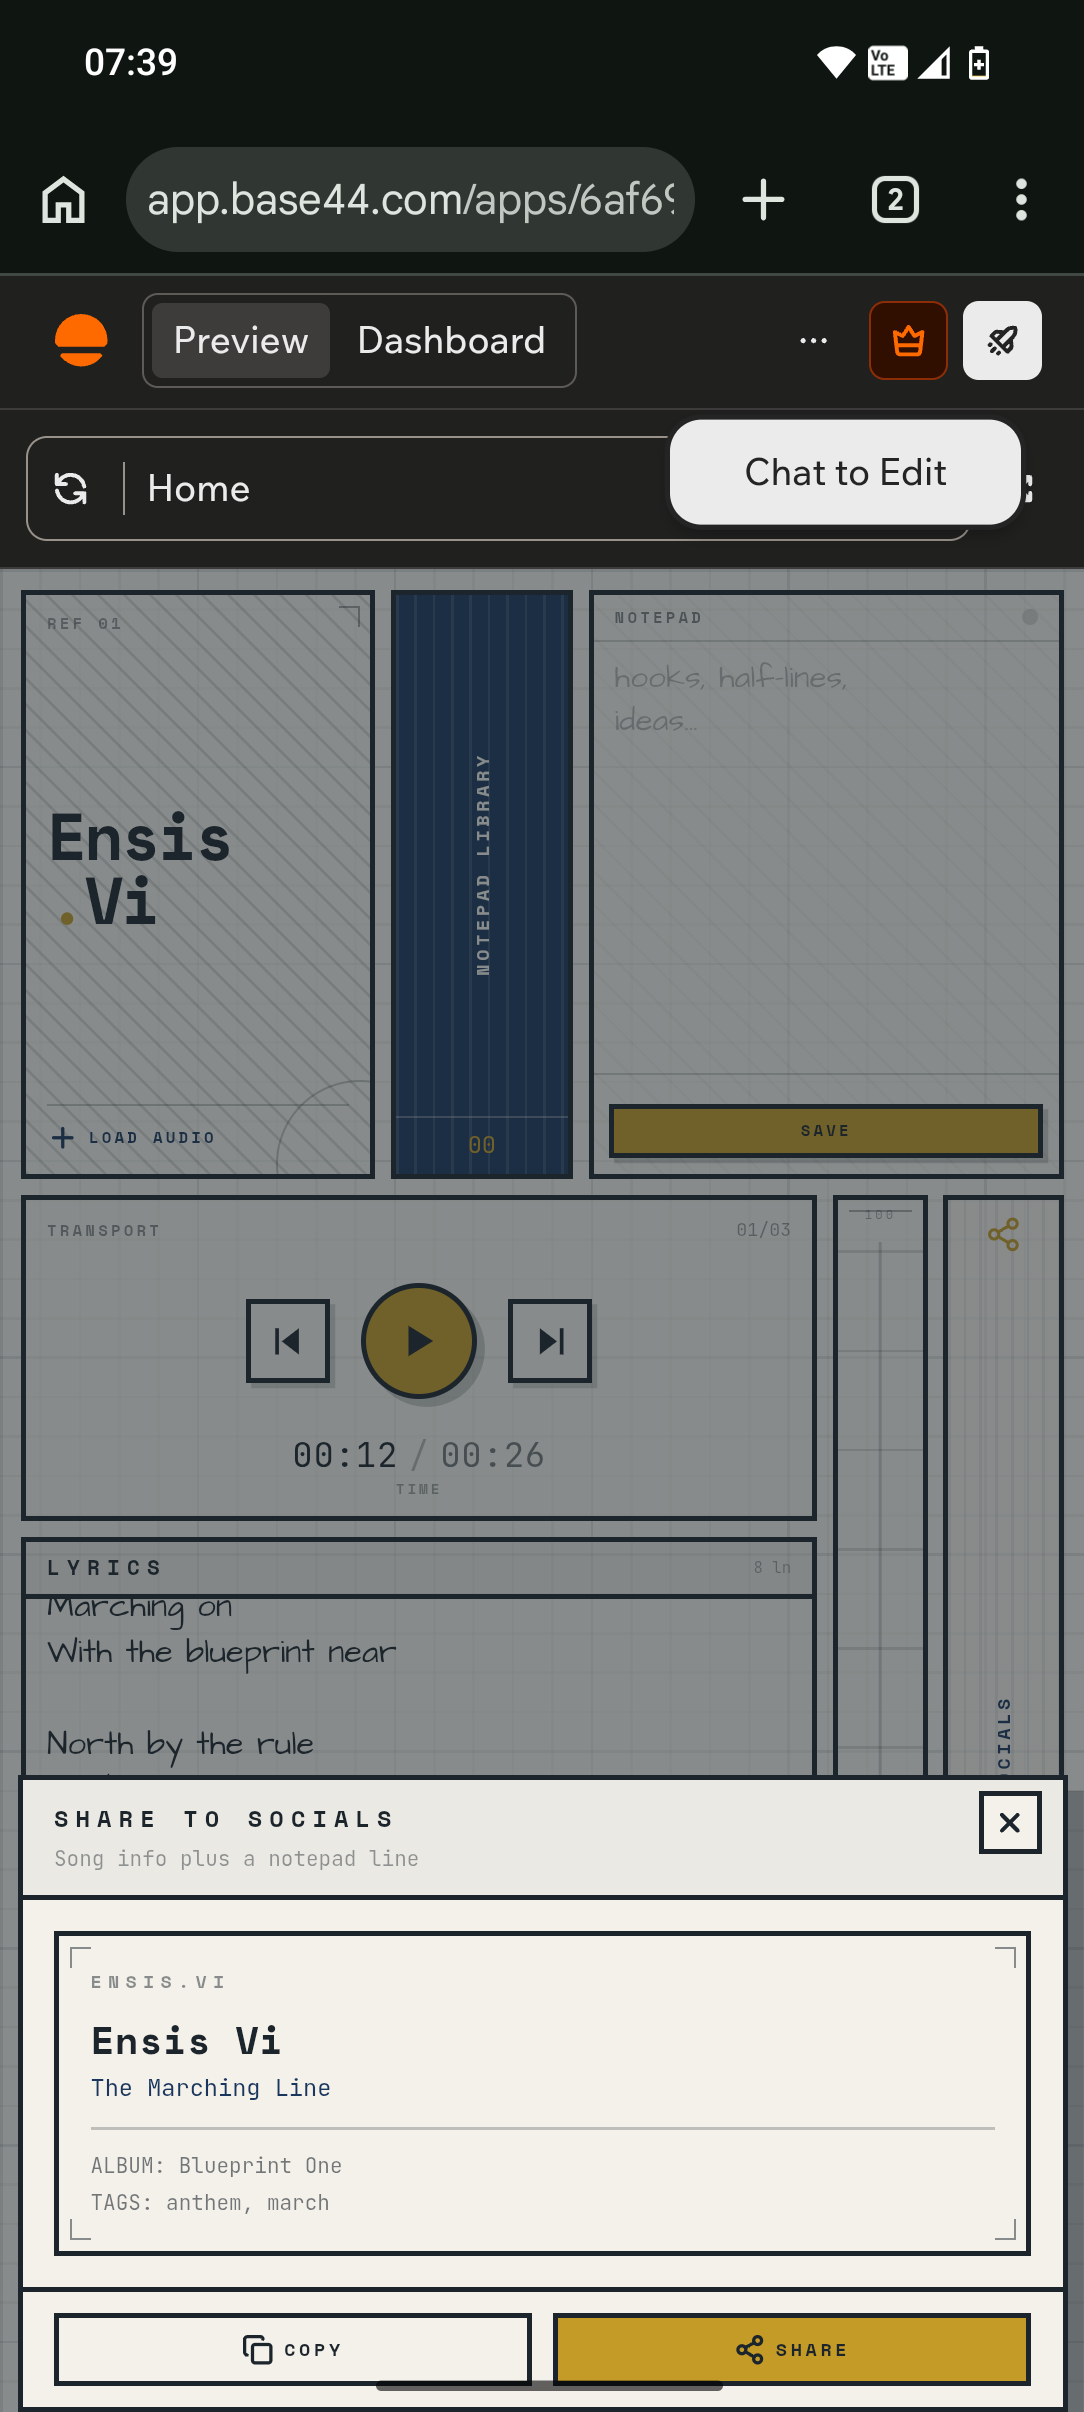 07:39
Vo LTE
app.base44.com/apps/6af69
2
Preview Dashboard
Home
Chat to Edit
REF 01
Ensis
.Vi
LOAD AUDIO
NOTEPAD LIBRARY
00
NOTEPAD
hooks, half-lines,
ideas...
SAVE
TRANSPORT
01/03
00:12 / 00:26
TIME
100
LYRICS
8 ln
Marching on
With the blueprint near
North by the rule
SHARE TO SOCIALS
Song info plus a notepad line
ENSIS.VI
Ensis Vi
The Marching Line
ALBUM: Blueprint One
TAGS: anthem, march
COPY
SHARE